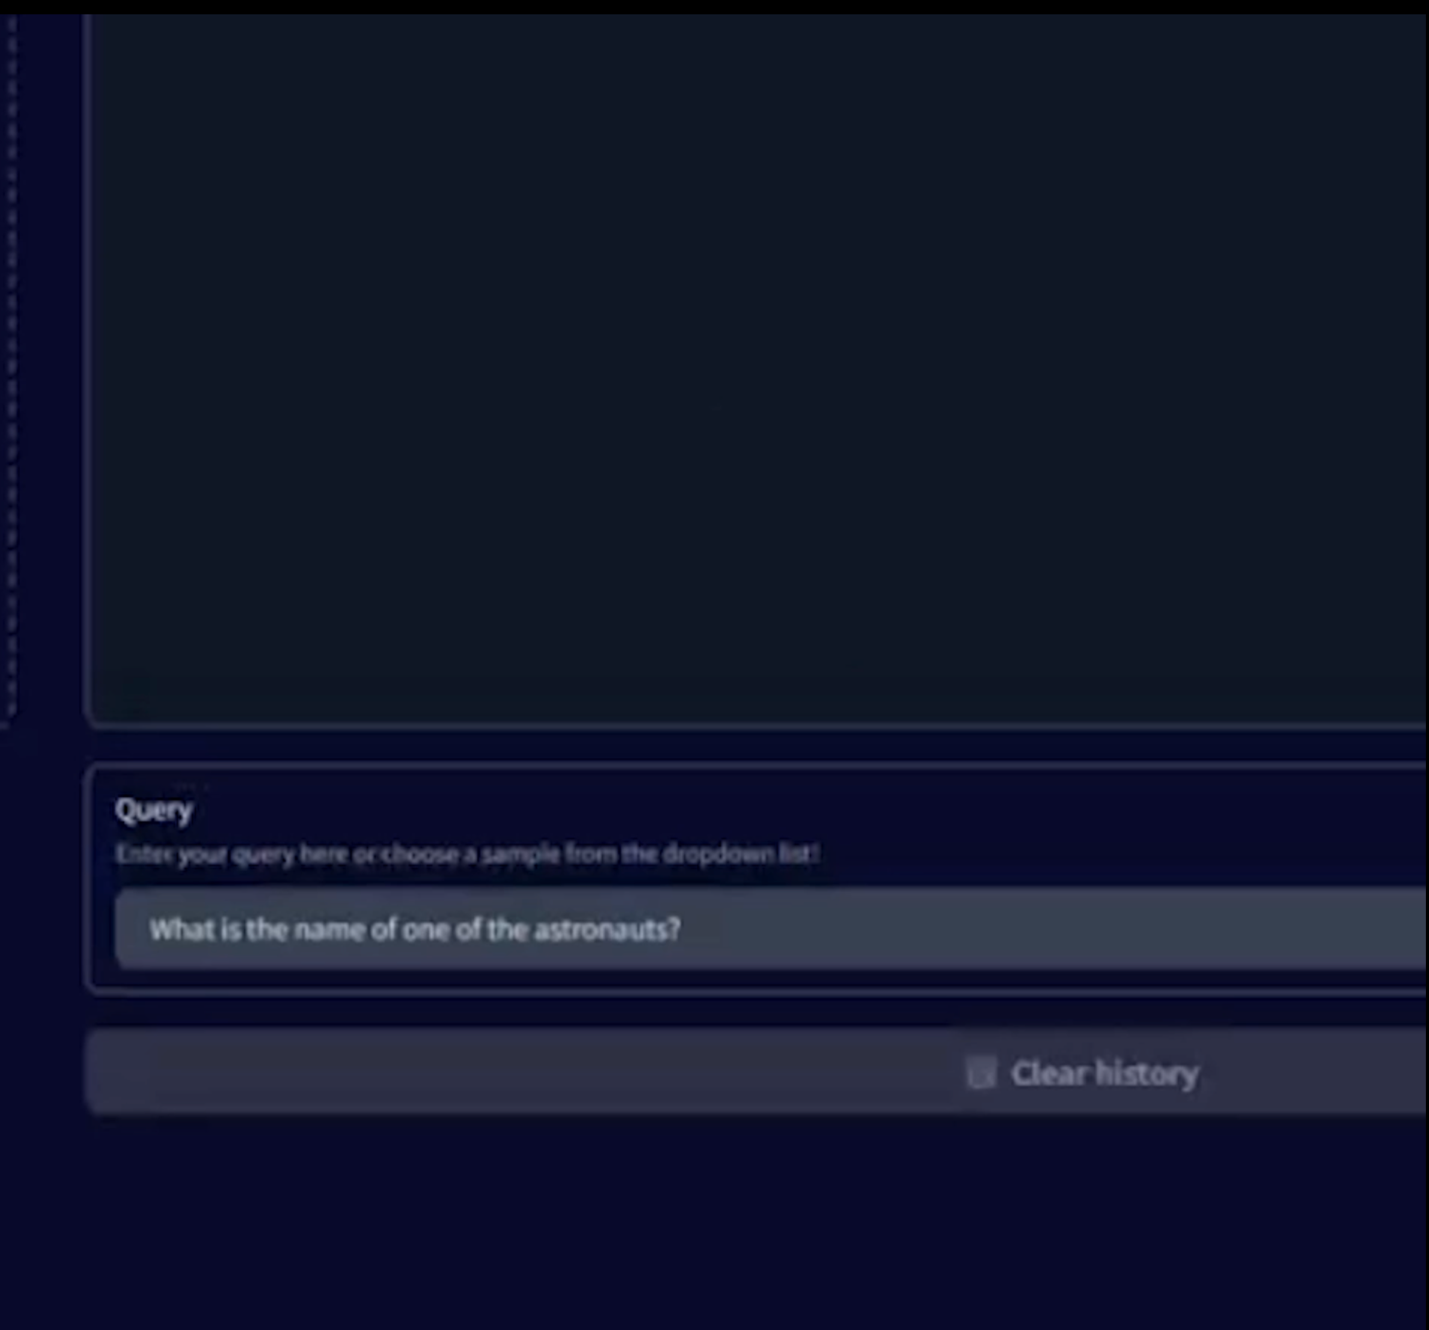 Query
Enter your query here or choose a sample from the dropdown list!
What is the name of one of the astronauts?
Clear history